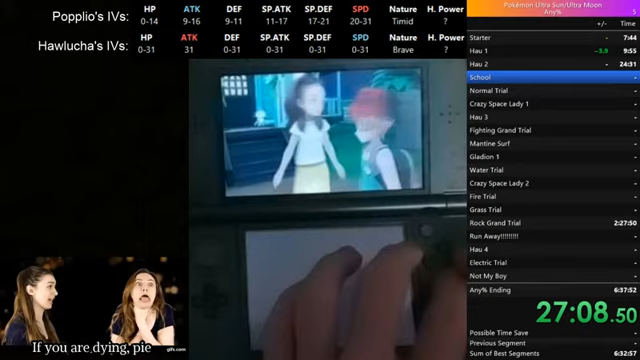 Popplio's IVs: HP ATK DEF SP.ATK SP.DEF SPD Nature H. Power
0-14 9-16 9-11 11-17 17-21 20-31 Timid ?
Hawlucha's IVs: HP ATK DEF SP.ATK SP.DEF SPD Nature H. Power
0-31 31 0-31 0-31 0-31 0-31 Brave ?
If you are dying, pie
gifs.com
Pokémon Ultra Sun/Ultra Moon
Any% 5
+/- Time
Starter - 7:44
Hau 1 -3.9 9:51
Hau 2 - 24:31
School -
Normal Trial -
Crazy Space Lady 1 -
Hau 3 -
Fighting Grand Trial -
Mantine Surf -
Gladion 1 -
Water Trial -
Crazy Space Lady 2 -
Fire Trial -
Grass Trial -
Rock Grand Trial 2:27:50
Run Away!!!!!!!!! -
Hau 4 -
Electric Trial -
Not My Boy -
Any% Ending 6:37:52
27:08.50
Possible Time Save
Previous Segment
Sum of Best Segments 6:32:57